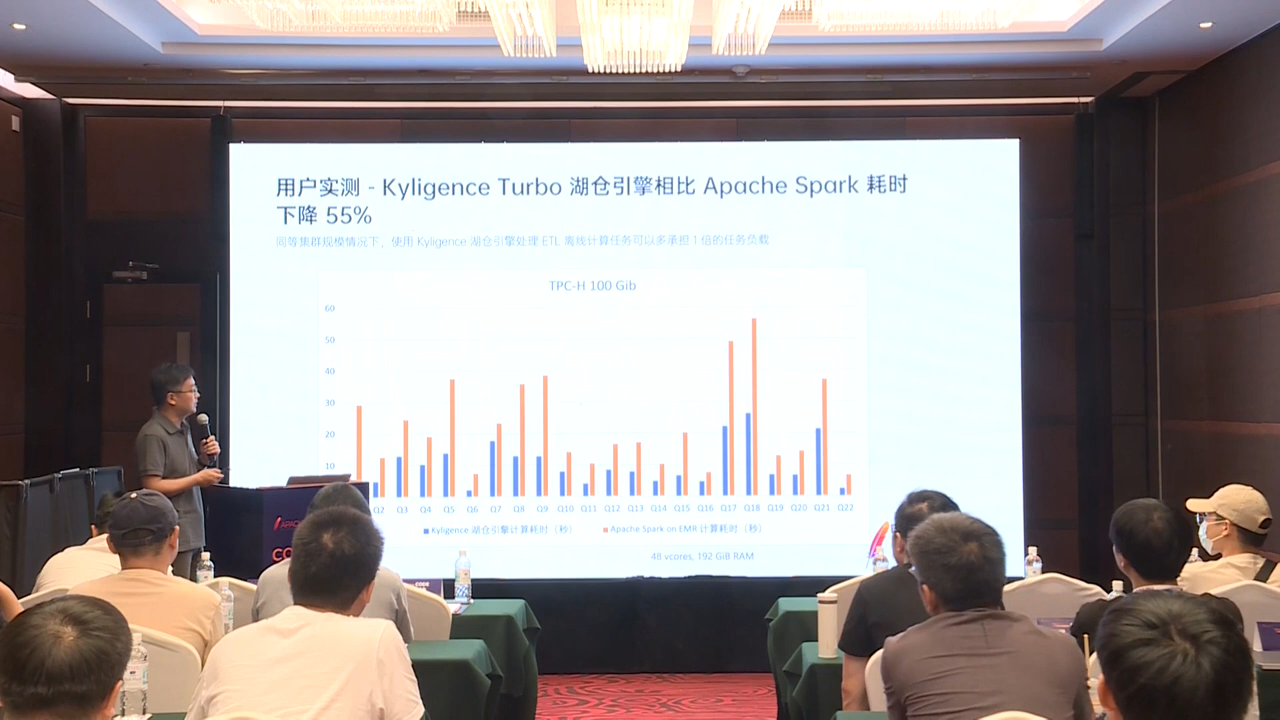 用户实测 - Kyligence Turbo 湖仓引擎相比 Apache Spark 耗时
下降 55%
同等集群规模情况下，使用 Kyligence 湖仓引擎处理 ETL 离线计算任务可以多承担 1 倍的任务负载
TPC-H 100 Gib
60
50
40
30
20
10
Q2 Q3 Q4 Q5 Q6 Q7 Q8 Q9 Q10 Q11 Q12 Q13 Q14 Q15 Q16 Q17 Q18 Q19 Q20 Q21 Q22
Kyligence 湖仓引擎计算耗时（秒） Apache Spark on EMR 计算耗时（秒）
48 vcores, 192 GiB RAM